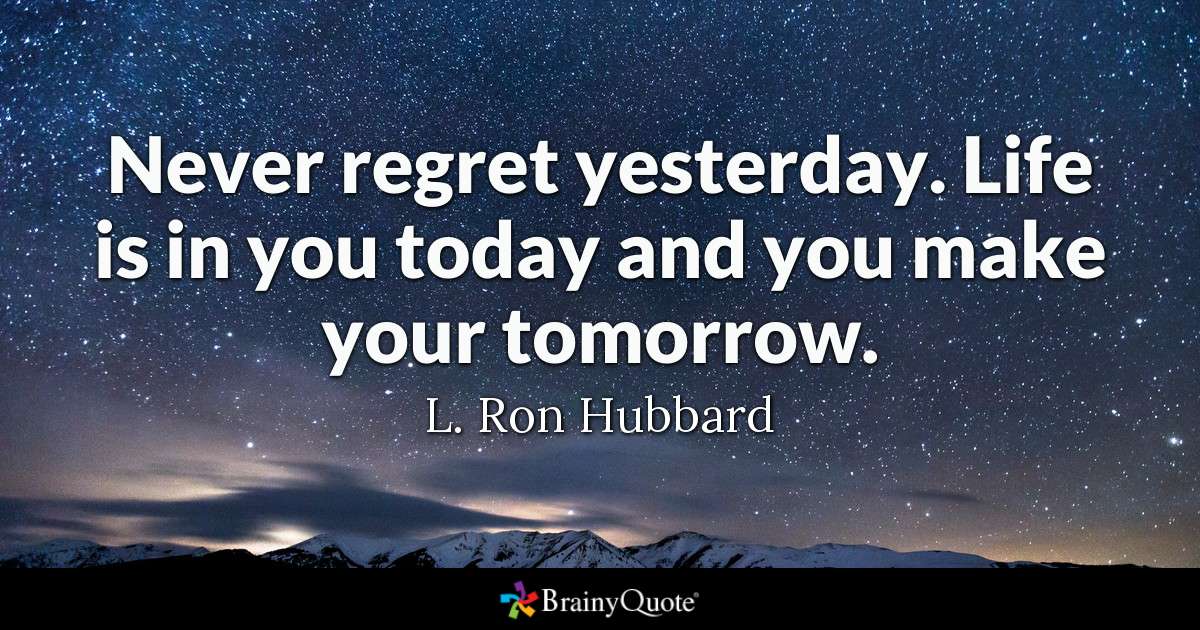 Never regret yesterday. Life
is in you today and you make
your tomorrow.
L. Ron Hubbard
BrainyQuote®